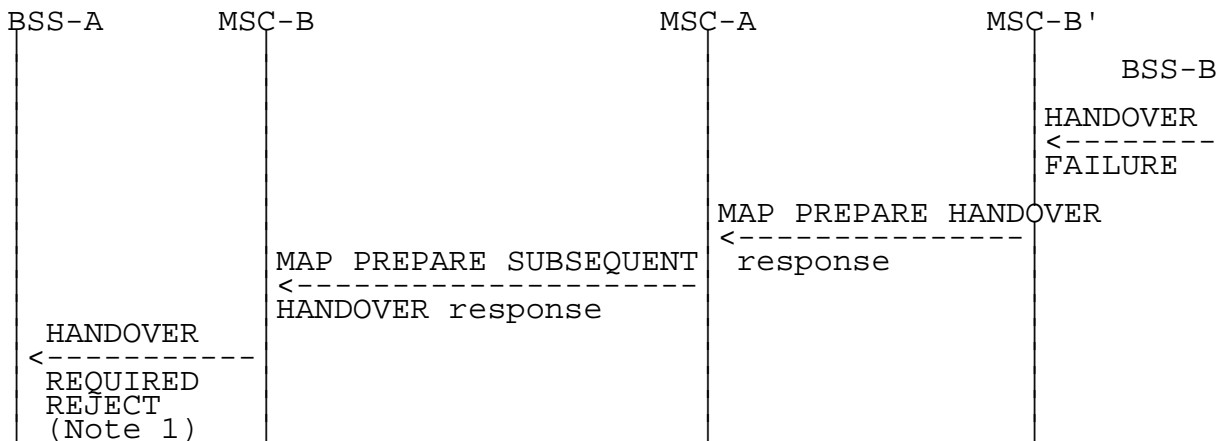 BSS-A MSC-B MSC-A MSC-B'
BSS-B
HANDOVER
FAILURE
MAP PREPARE HANDOVER
response
MAP PREPARE SUBSEQUENT
HANDOVER response
HANDOVER
REQUIRED
REJECT
(Note 1)